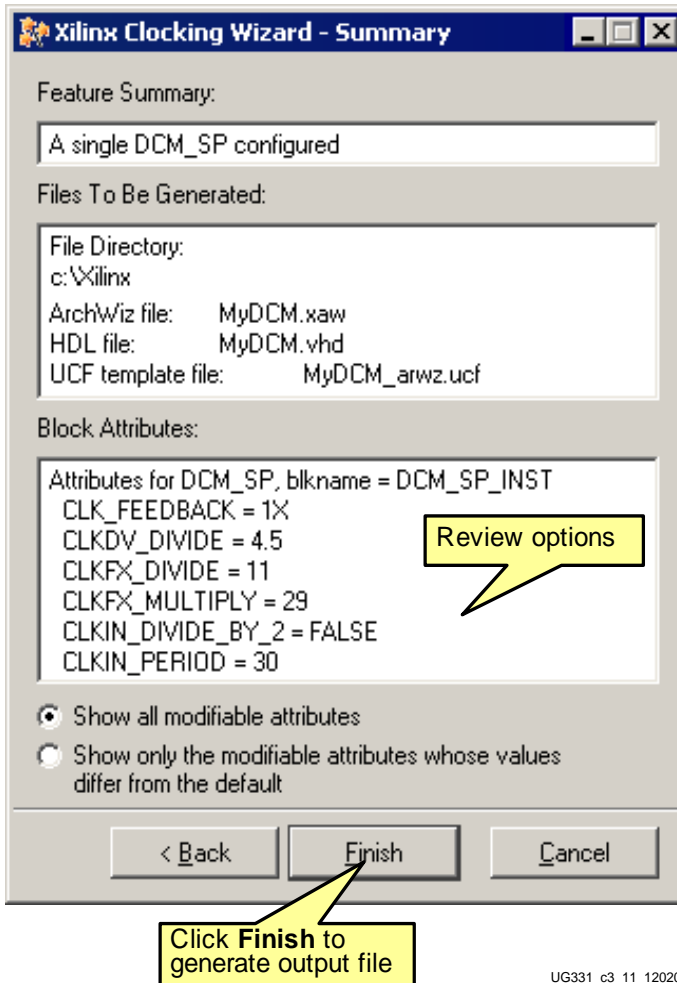 Xilinx Clocking Wizard - Summary
Feature Summary:
A single DCM_SP configured
Files To Be Generated:
File Directory:
c:\Xilinx
ArchWiz file: MyDCM.xaw
HDL file: MyDCM.vhd
UCF template file: MyDCM_arwz.ucf
Block Attributes:
Attributes for DCM_SP, blkname = DCM_SP_INST
CLK_FEEDBACK = 1X
CLKDV_DIVIDE = 4.5
Review options
CLKFX_DIVIDE = 11
CLKFX_MULTIPLY = 29
CLKIN_DIVIDE_BY_2 = FALSE
CLKIN_PERIOD = 30
Show all modifiable attributes
Show only the modifiable attributes whose values
differ from the default
< Back
Finish
Cancel
Click Finish to
generate output file
UG331_c3_11_12020